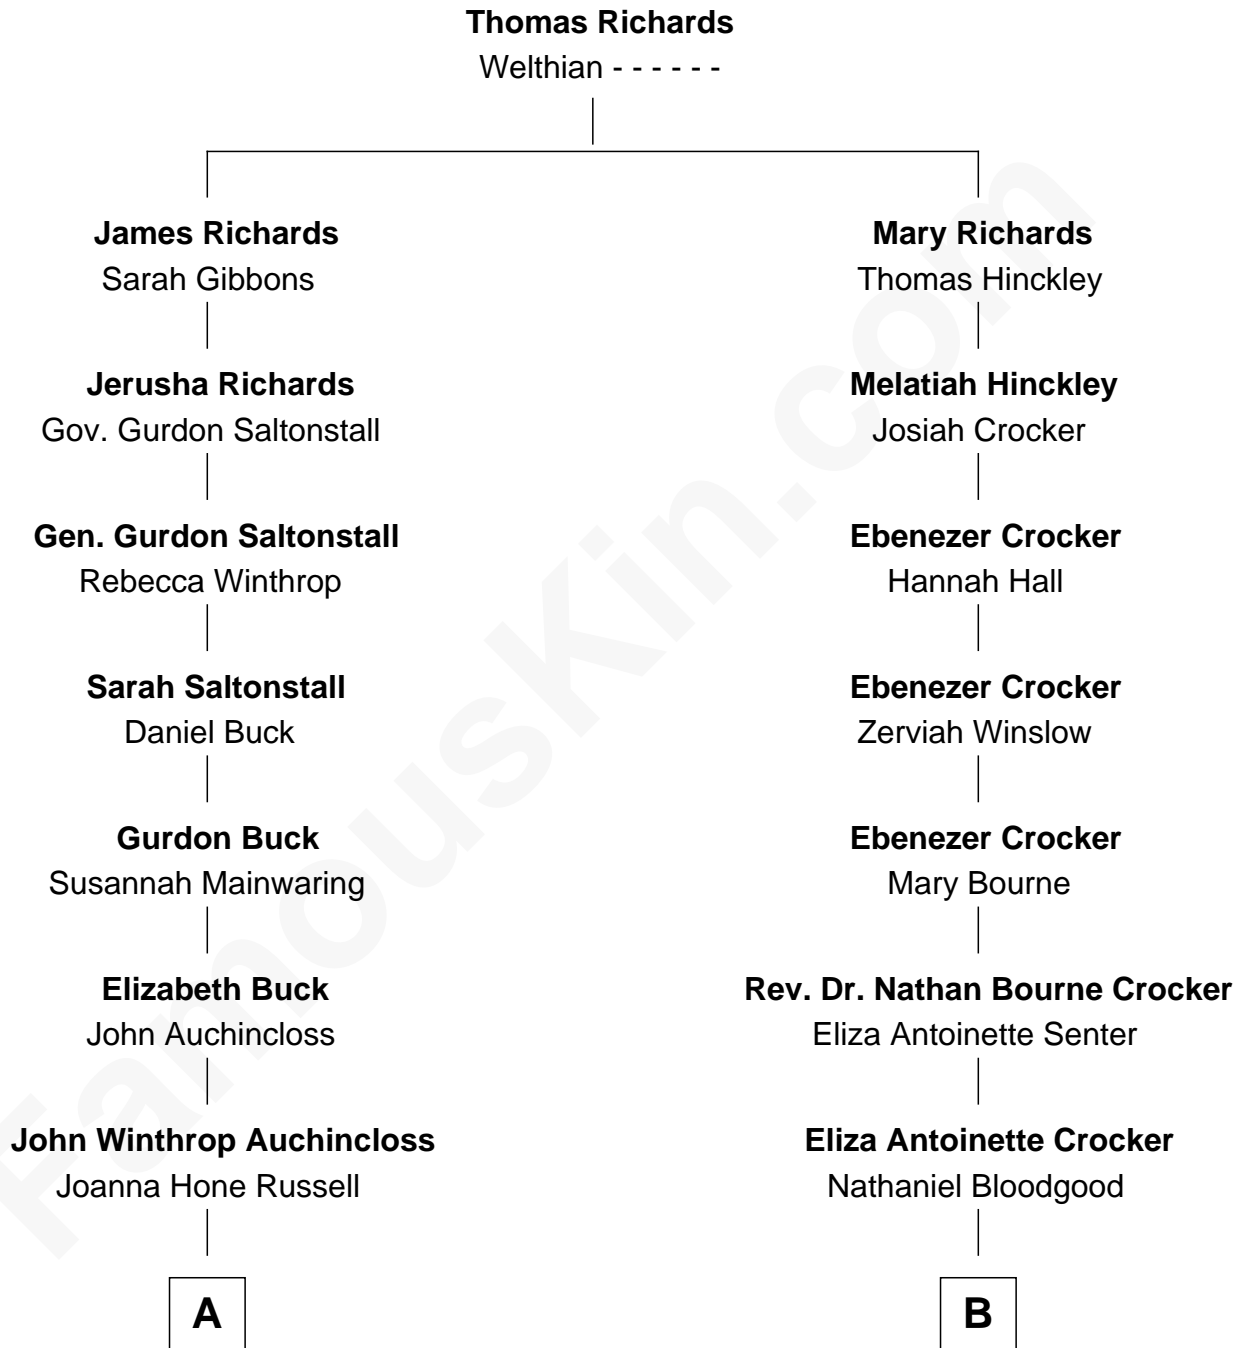 Thomas Richards
Welthian - - - - - -
James Richards
Sarah Gibbons
Mary Richards
Thomas Hinckley
Jerusha Richards
Gov. Gurdon Saltonstall
Melatiah Hinckley
Josiah Crocker
Gen. Gurdon Saltonstall
Rebecca Winthrop
Ebenezer Crocker
Hannah Hall
Sarah Saltonstall
Daniel Buck
Ebenezer Crocker
Zerviah Winslow
Gurdon Buck
Susannah Mainwaring
Ebenezer Crocker
Mary Bourne
Elizabeth Buck
John Auchincloss
Rev. Dr. Nathan Bourne Crocker
Eliza Antoinette Senter
John Winthrop Auchincloss
Joanna Hone Russell
Eliza Antoinette Crocker
Nathaniel Bloodgood
A
B
FamousKin.com